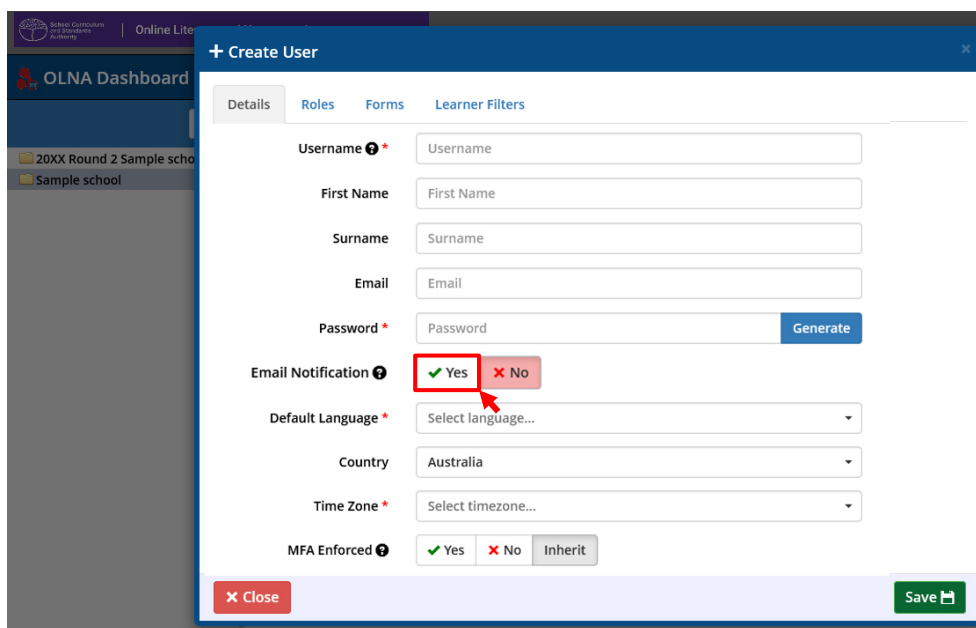 School Curriculum
and Standards
Authority
Online Lite
OLNA Dashboard
20XX Round 2 Sample scho
Sample school
Create User
Details Roles Forms Learner Filters
Username * Username
First Name First Name
Surname Surname
Email Email
Password * Password Generate
Email Notification Yes No
Default Language * Select language...
Country Australia
Time Zone * Select timezone...
MFA Enforced Yes No Inherit
Close Save